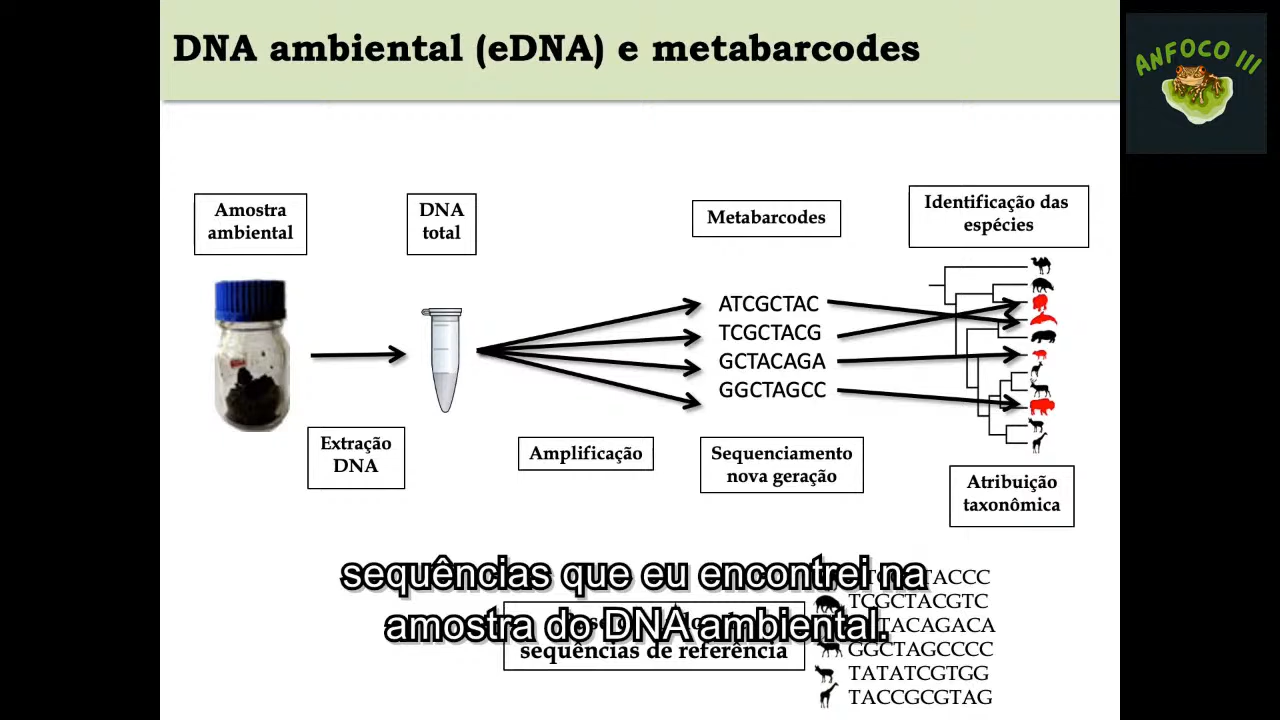 DNA ambiental (eDNA) e metabarcodes
ANFOCO III
Amostra
ambiental
DNA
total
Metabarcodes
Identificação das
espécies
ATCGCTAC
TCGCTACG
GCTACAGA
GGCTAGCC
Extração
DNA
Amplificação
Sequenciamento
nova geração
Atribuição
taxonômica
sequências que eu encontrei na
amostra do DNA ambiental.
sequências de referência
TCGCTACGTC
GGCTAGCCCC
TATATCGTGG
TACCGCGTAG